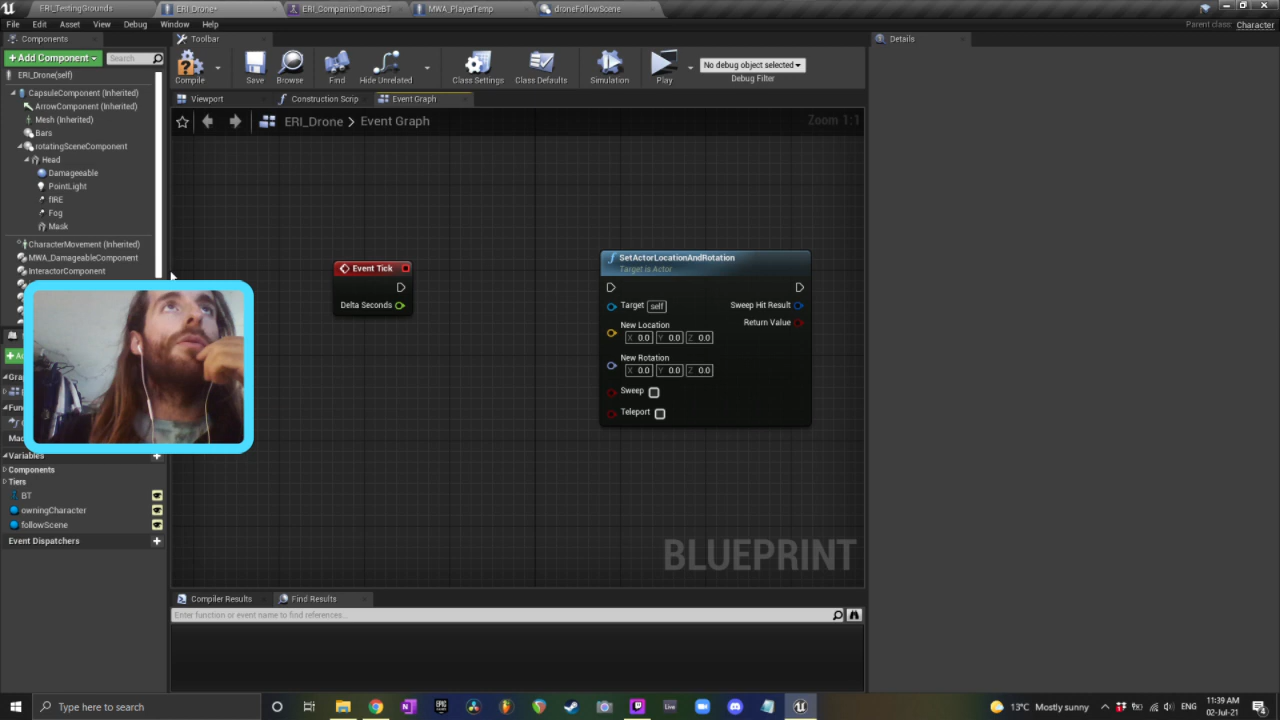 ERI_TestingGrounds
ERI_Drone*
ERI_CompanionDroneBT
MWA_PlayerTemp
droneFollowScene
File Edit Asset View Debug Window Help
Parent class: Character
Components
Toolbar
Details
+Add Component
Search
Compile
Save
Browse
Find
Hide Unrelated
Class Settings
Class Defaults
Simulation
Play
No debug object selected
Debug Filter
ERI_Drone(self)
CapsuleComponent (Inherited)
ArrowComponent (Inherited)
Mesh (Inherited)
Bars
rotatingSceneComponent
Head
Damageable
PointLight
fIRE
Fog
Mask
CharacterMovement (Inherited)
MWA_DamageableComponent
InteractorComponent
Viewport
Construction Scrip
Event Graph
ERI_Drone > Event Graph
Zoom 1:1
Event Tick
Delta Seconds
SetActorLocationAndRotation
Target is Actor
Target self
Sweep Hit Result
New Location
Return Value
X 0.0 Y 0.0 Z 0.0
New Rotation
X 0.0 Y 0.0 Z 0.0
Sweep
Teleport
BLUEPRINT
Variables
Components
Tiers
BT
owningCharacter
followScene
Event Dispatchers
Compiler Results
Find Results
Enter function or event name to find references...
Type here to search
13°C Mostly sunny
ENG
11:39 AM
02-Jul-21